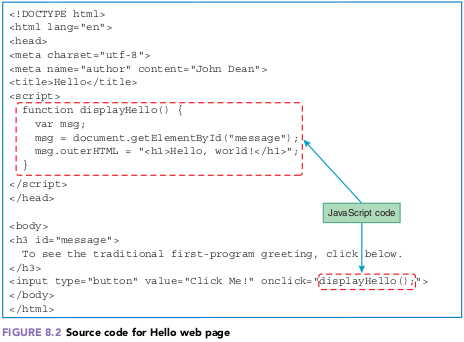 <!DOCTYPE html>
<html lang="en">
<head>
<meta charset="utf-8">
<meta name="author" content="John Dean">
<title>Hello</title>
<script>
function displayHello() {
var msg;
msg = document.getElementById("message");
msg.outerHTML = "<h1>Hello, world!</h1>";
}
</script>
</head>
JavaScript code
<body>
<h3 id="message">
To see the traditional first-program greeting, click below.
</h3>
<input type="button" value="Click Me!" onclick="displayHello();">
</body>
</html>
FIGURE 8.2 Source code for Hello web page